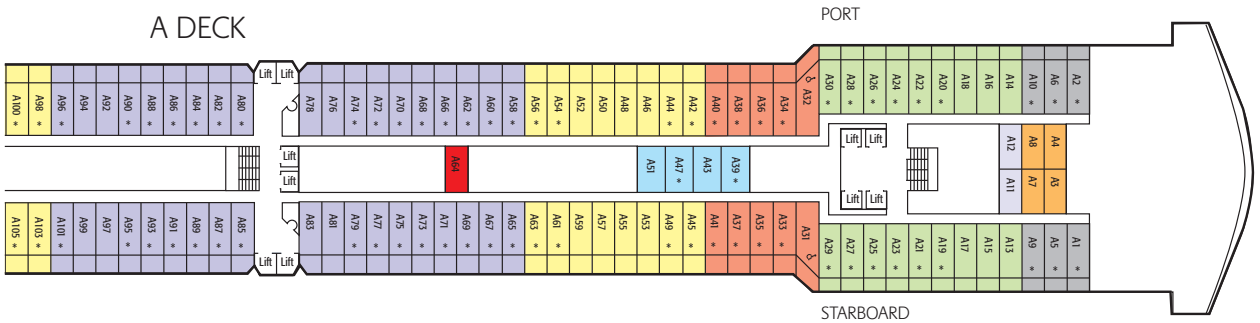 PORT
A DECK
Lift Lift
A100 * A98 * A96 * A94 A92 A90 * A88 * A86 * A84 * A82 * A80 * A78 A76 A74 * A72 * A70 * A68 * A66 * A62 * A60 * A58 * A56 * A54 * A52 A50 A48 A46 A44 * A42 * A40 * A38 * A36 * A34 * A32 A30 * A28 * A26 * A24 * A22 * A20 * A18 A16 A14 A10 * A6 * A2 *
Lift Lift
A12 A8 A4
Lift
A64 A51 A47 * A43 A39 *
Lift
A11 A7 A3
Lift Lift
A105 * A103 * A101 * A99 A97 A95 * A93 * A91 * A89 * A87 * A85 * A83 A81 A79 * A77 * A75 * A73 * A71 * A69 * A67 * A65 * A63 * A61 * A59 A57 A55 A53 A49 * A45 * A41 * A37 * A35 * A33 * A31 A29 * A27 * A25 * A23 * A21 * A19 * A17 A15 A13 A9 * A5 * A1 *
Lift Lift
STARBOARD